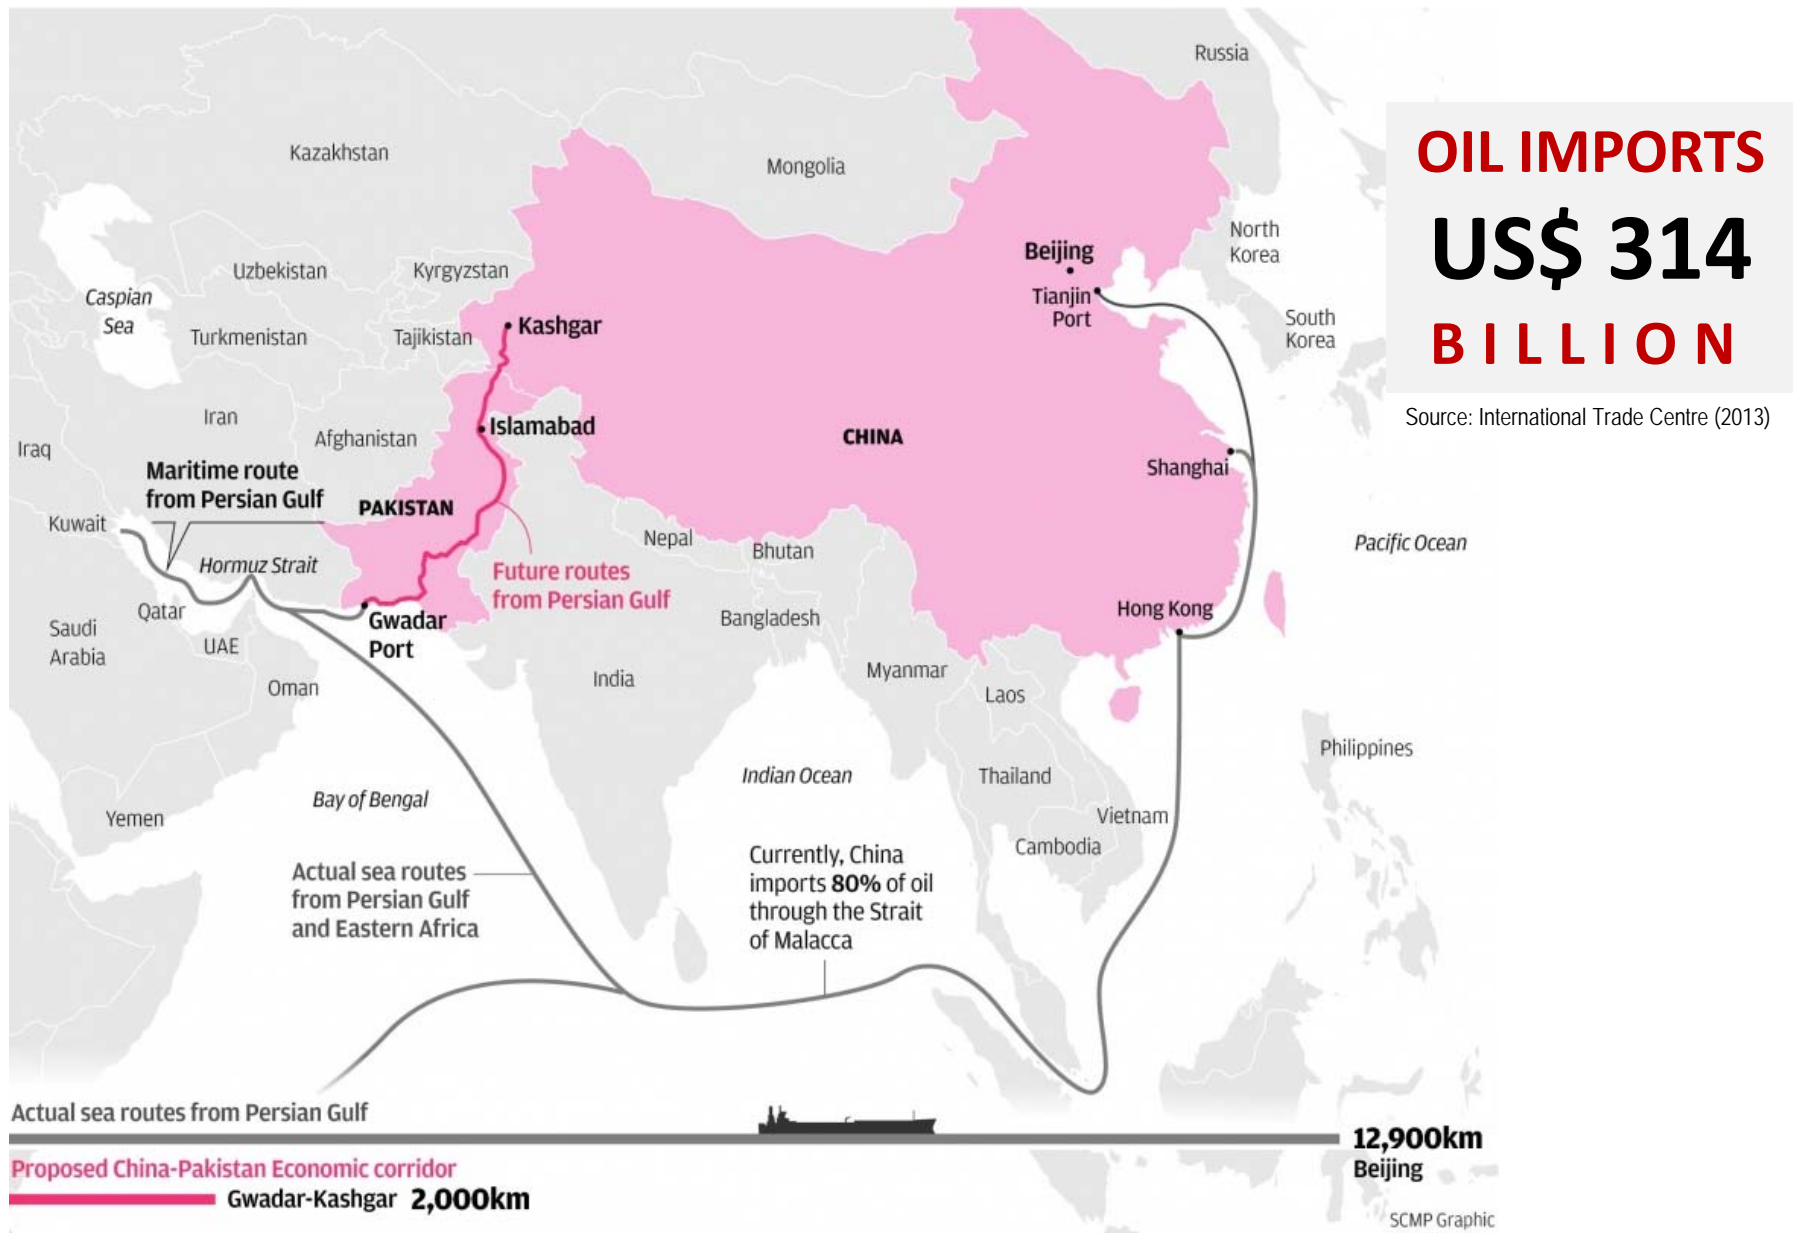 Russia
Kazakhstan
Mongolia
OIL IMPORTS
US$ 314
BILLION
Source: International Trade Centre (2013)
North
Korea
Beijing
Uzbekistan
Kyrgyzstan
Caspian
Sea
Tianjin
Port
South
Korea
Turkmenistan
Tajikistan
Kashgar
Iran
Afghanistan
Islamabad
CHINA
Iraq
Shanghai
Maritime route
from Persian Gulf
PAKISTAN
Kuwait
Nepal
Bhutan
Pacific Ocean
Hormuz Strait
Future routes
from Persian Gulf
Qatar
Gwadar
Port
Bangladesh
Hong Kong
Saudi
Arabia
UAE
Oman
India
Myanmar
Laos
Philippines
Indian Ocean
Thailand
Bay of Bengal
Yemen
Vietnam
Cambodia
Actual sea routes
from Persian Gulf
and Eastern Africa
Currently, China
imports 80% of oil
through the Strait
of Malacca
Actual sea routes from Persian Gulf
12,900km
Beijing
Proposed China-Pakistan Economic corridor
Gwadar-Kashgar 2,000km
SCMP Graphic